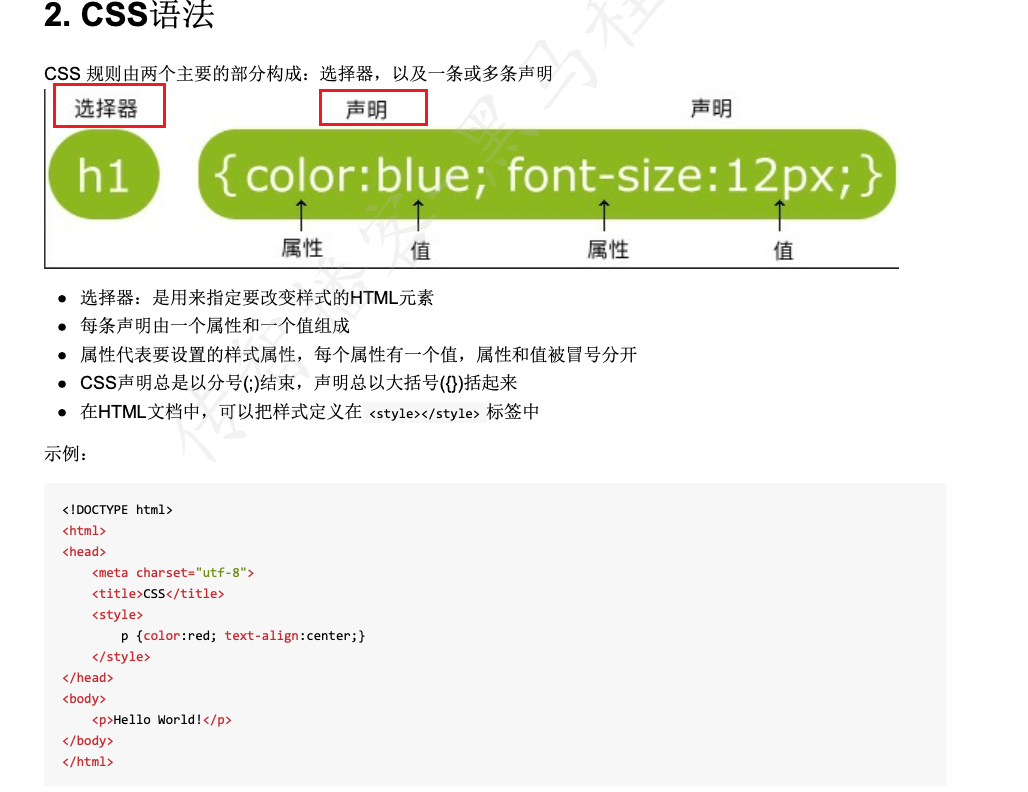 2. CSS语法
CSS 规则由两个主要的部分构成：选择器，以及一条或多条声明
选择器 声明 声明
h1 {color:blue; font-size:12px;}
属性 值 属性 值
• 选择器：是用来指定要改变样式的HTML元素
• 每条声明由一个属性和一个值组成
• 属性代表要设置的样式属性，每个属性有一个值，属性和值被冒号分开
• CSS声明总是以分号(;)结束，声明总以大括号({})括起来
• 在HTML文档中，可以把样式定义在 <style></style> 标签中
示例：
<!DOCTYPE html>
<html>
<head>
    <meta charset="utf-8">
    <title>CSS</title>
    <style>
        p {color:red; text-align:center;}
    </style>
</head>
<body>
    <p>Hello World!</p>
</body>
</html>
传智播客-黑马程